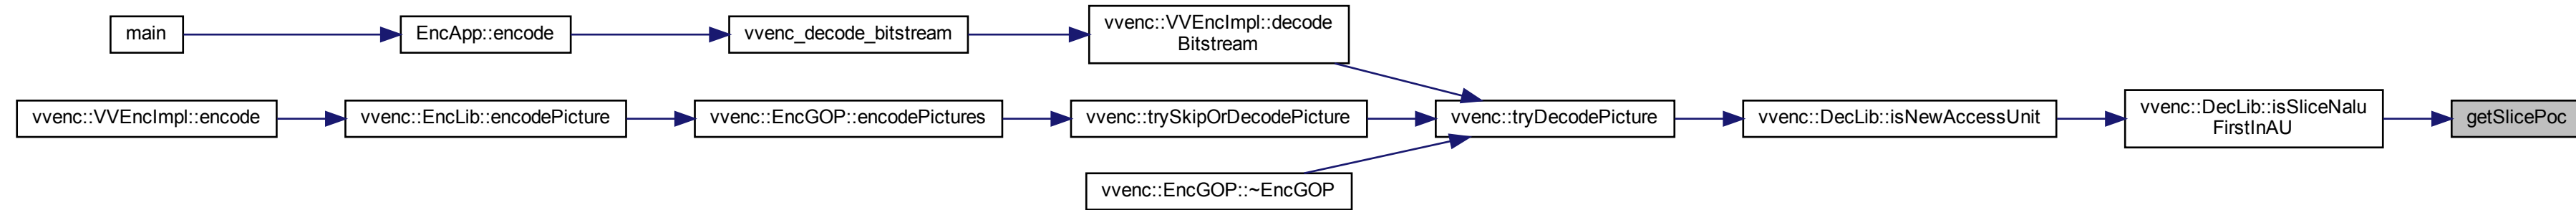 main
EncApp::encode
vvenc_decode_bitstream
vvenc::VVEncImpl::decode
Bitstream
vvenc::VVEncImpl::encode
vvenc::EncLib::encodePicture
vvenc::EncGOP::encodePictures
vvenc::trySkipOrDecodePicture
vvenc::tryDecodePicture
vvenc::DecLib::isNewAccessUnit
vvenc::DecLib::isSliceNalu
FirstInAU
getSlicePoc
vvenc::EncGOP::~EncGOP